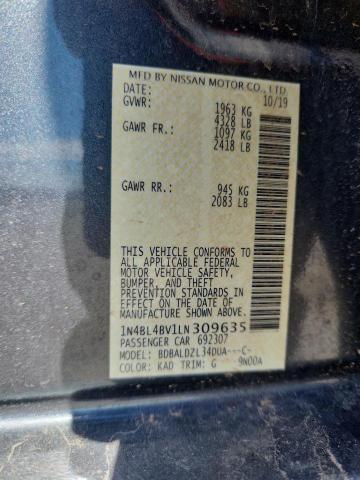 MFD BY NISSAN MOTOR CO., LTD.
DATE: 10/19
GVWR: 1963 KG
4328 LB
GAWR FR.: 1097 KG
2418 LB
GAWR RR.: 945 KG
2083 LB
THIS VEHICLE CONFORMS TO
ALL APPLICABLE FEDERAL
MOTOR VEHICLE SAFETY,
BUMPER, AND THEFT
PREVENTION STANDARDS IN
EFFECT ON THE DATE OF
MANUFACTURE SHOWN ABOVE.
1N4BL4BV1LN309635
PASSENGER CAR 692307
MODEL: BDBALDZL34DUA---C-
COLOR: KAD TRIM: G 9N00A